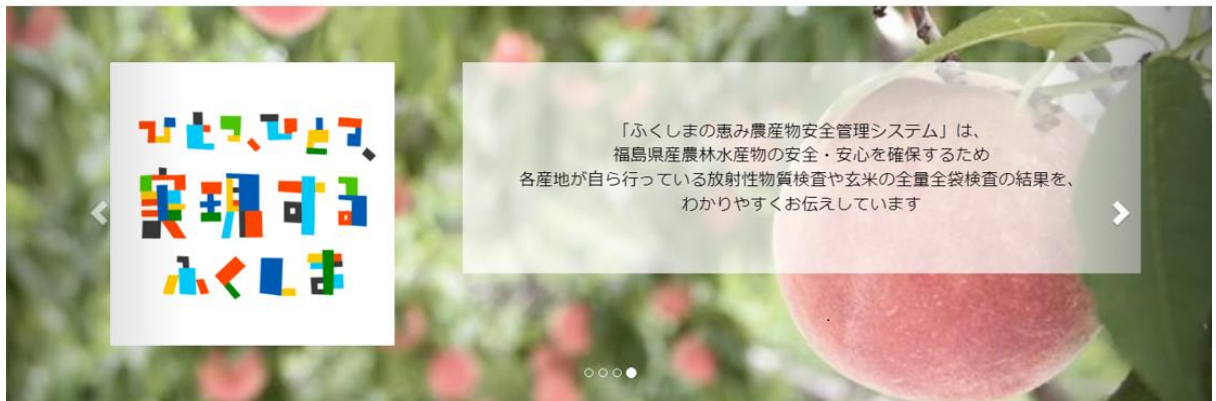 ひとつ、ひとつ、
実現する
ふくしま
「ふくしまの恵み農産物安全管理システム」は、
福島県産農林水産物の安全・安心を確保するため
各産地が自ら行っている放射性物質検査や玄米の全量全袋検査の結果を、
わかりやすくお伝えしています